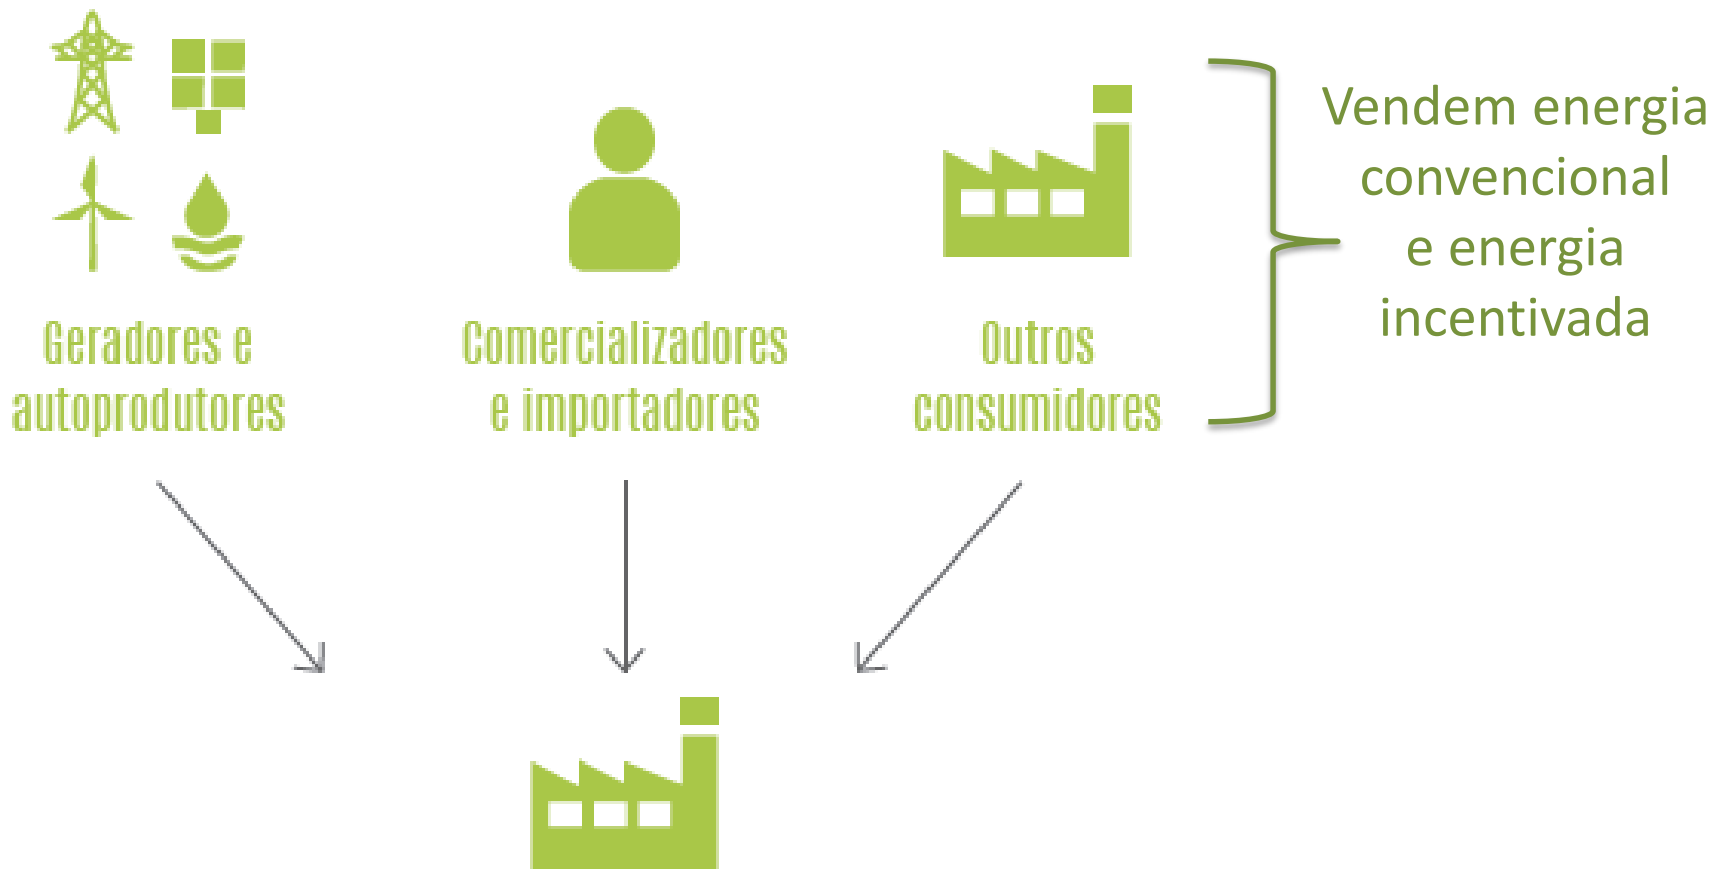 Geradores e
autoprodutores
Comercializadores
e importadores
Outros
consumidores
Vendem energia
convencional
e energia
incentivada